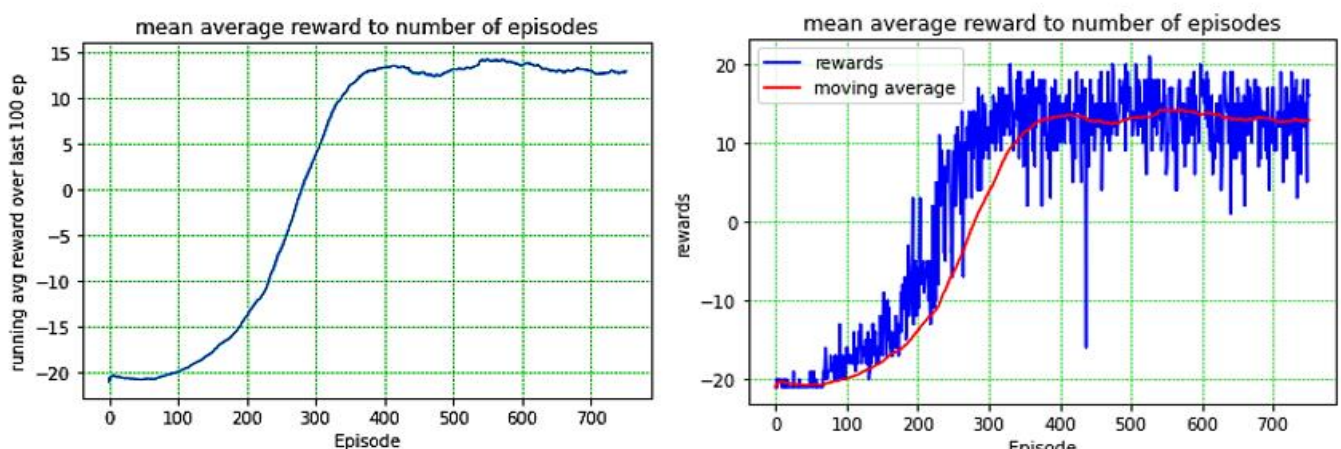 mean average reward to number of episodes
running avg reward over last 100 ep
15
10
5
0
−5
−10
−15
−20
0 100 200 300 400 500 600 700
Episode
mean average reward to number of episodes
rewards
moving average
rewards
20
10
0
−10
−20
0 100 200 300 400 500 600 700
Episode